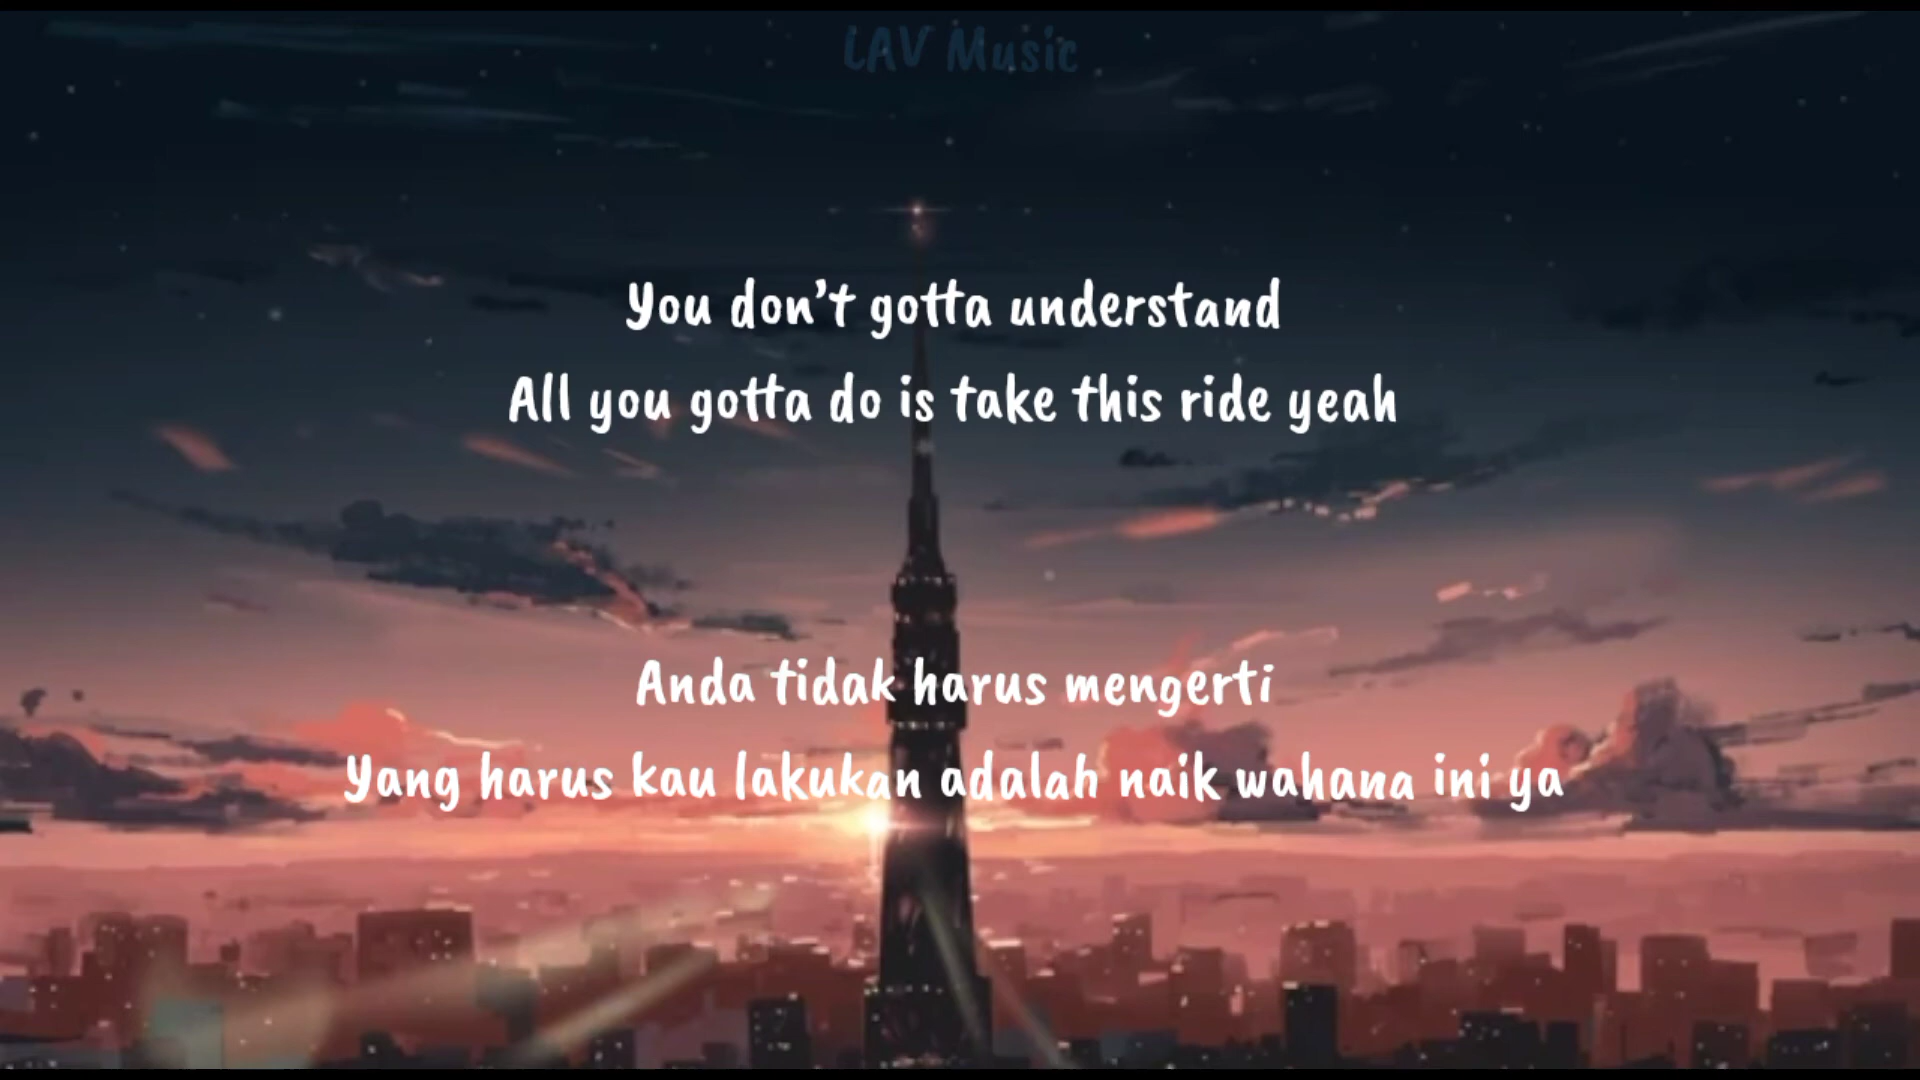 LAV Music
You don’t gotta understand
All you gotta do is take this ride yeah
Anda tidak harus mengerti
Yang harus kau lakukan adalah naik wahana ini ya